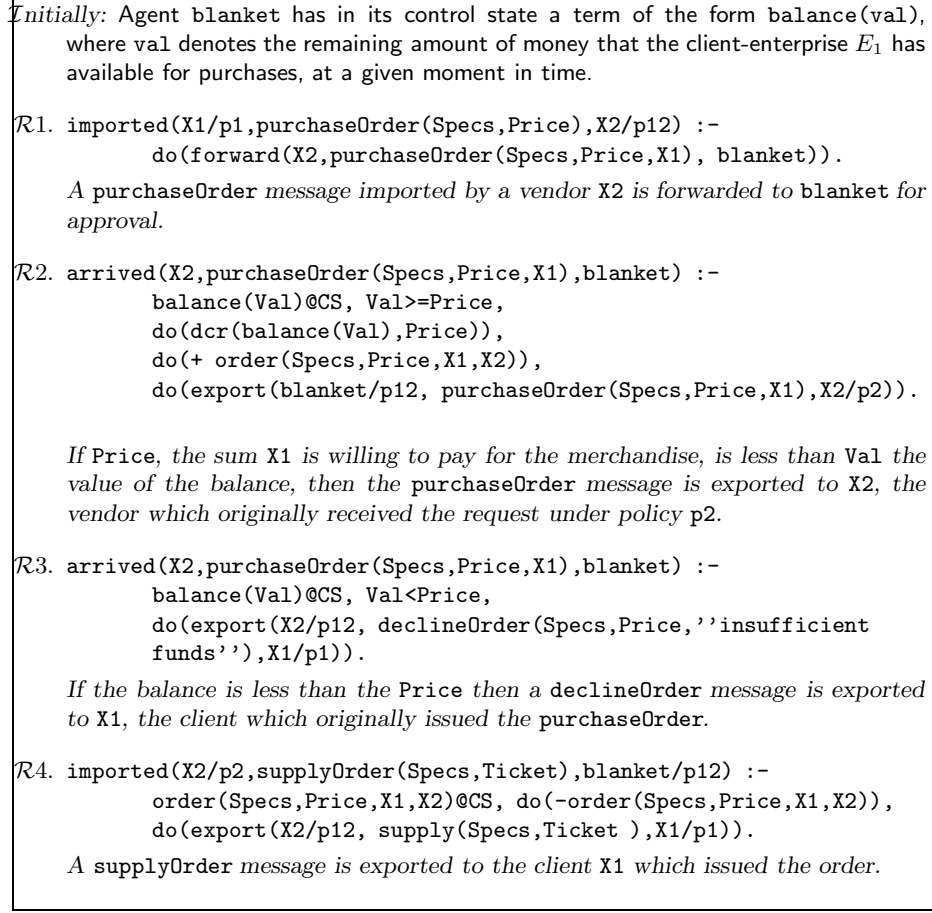 Initially: Agent blanket has in its control state a term of the form balance(val),
where val denotes the remaining amount of money that the client-enterprise E₁ has
available for purchases, at a given moment in time.
R1. imported(X1/p1,purchaseOrder(Specs,Price),X2/p12) :-
do(forward(X2,purchaseOrder(Specs,Price,X1), blanket)).
A purchaseOrder message imported by a vendor X2 is forwarded to blanket for
approval.
R2. arrived(X2,purchaseOrder(Specs,Price,X1),blanket) :-
balance(Val)@CS, Val>=Price,
do(dcr(balance(Val),Price)),
do(+ order(Specs,Price,X1,X2)),
do(export(blanket/p12, purchaseOrder(Specs,Price,X1),X2/p2)).
If Price, the sum X1 is willing to pay for the merchandise, is less than Val the
value of the balance, then the purchaseOrder message is exported to X2, the
vendor which originally received the request under policy p2.
R3. arrived(X2,purchaseOrder(Specs,Price,X1),blanket) :-
balance(Val)@CS, Val<Price,
do(export(X2/p12, declineOrder(Specs,Price,''insufficient
funds''),X1/p1)).
If the balance is less than the Price then a declineOrder message is exported
to X1, the client which originally issued the purchaseOrder.
R4. imported(X2/p2,supplyOrder(Specs,Ticket),blanket/p12) :-
order(Specs,Price,X1,X2)@CS, do(-order(Specs,Price,X1,X2)),
do(export(X2/p12, supply(Specs,Ticket ),X1/p1)).
A supplyOrder message is exported to the client X1 which issued the order.